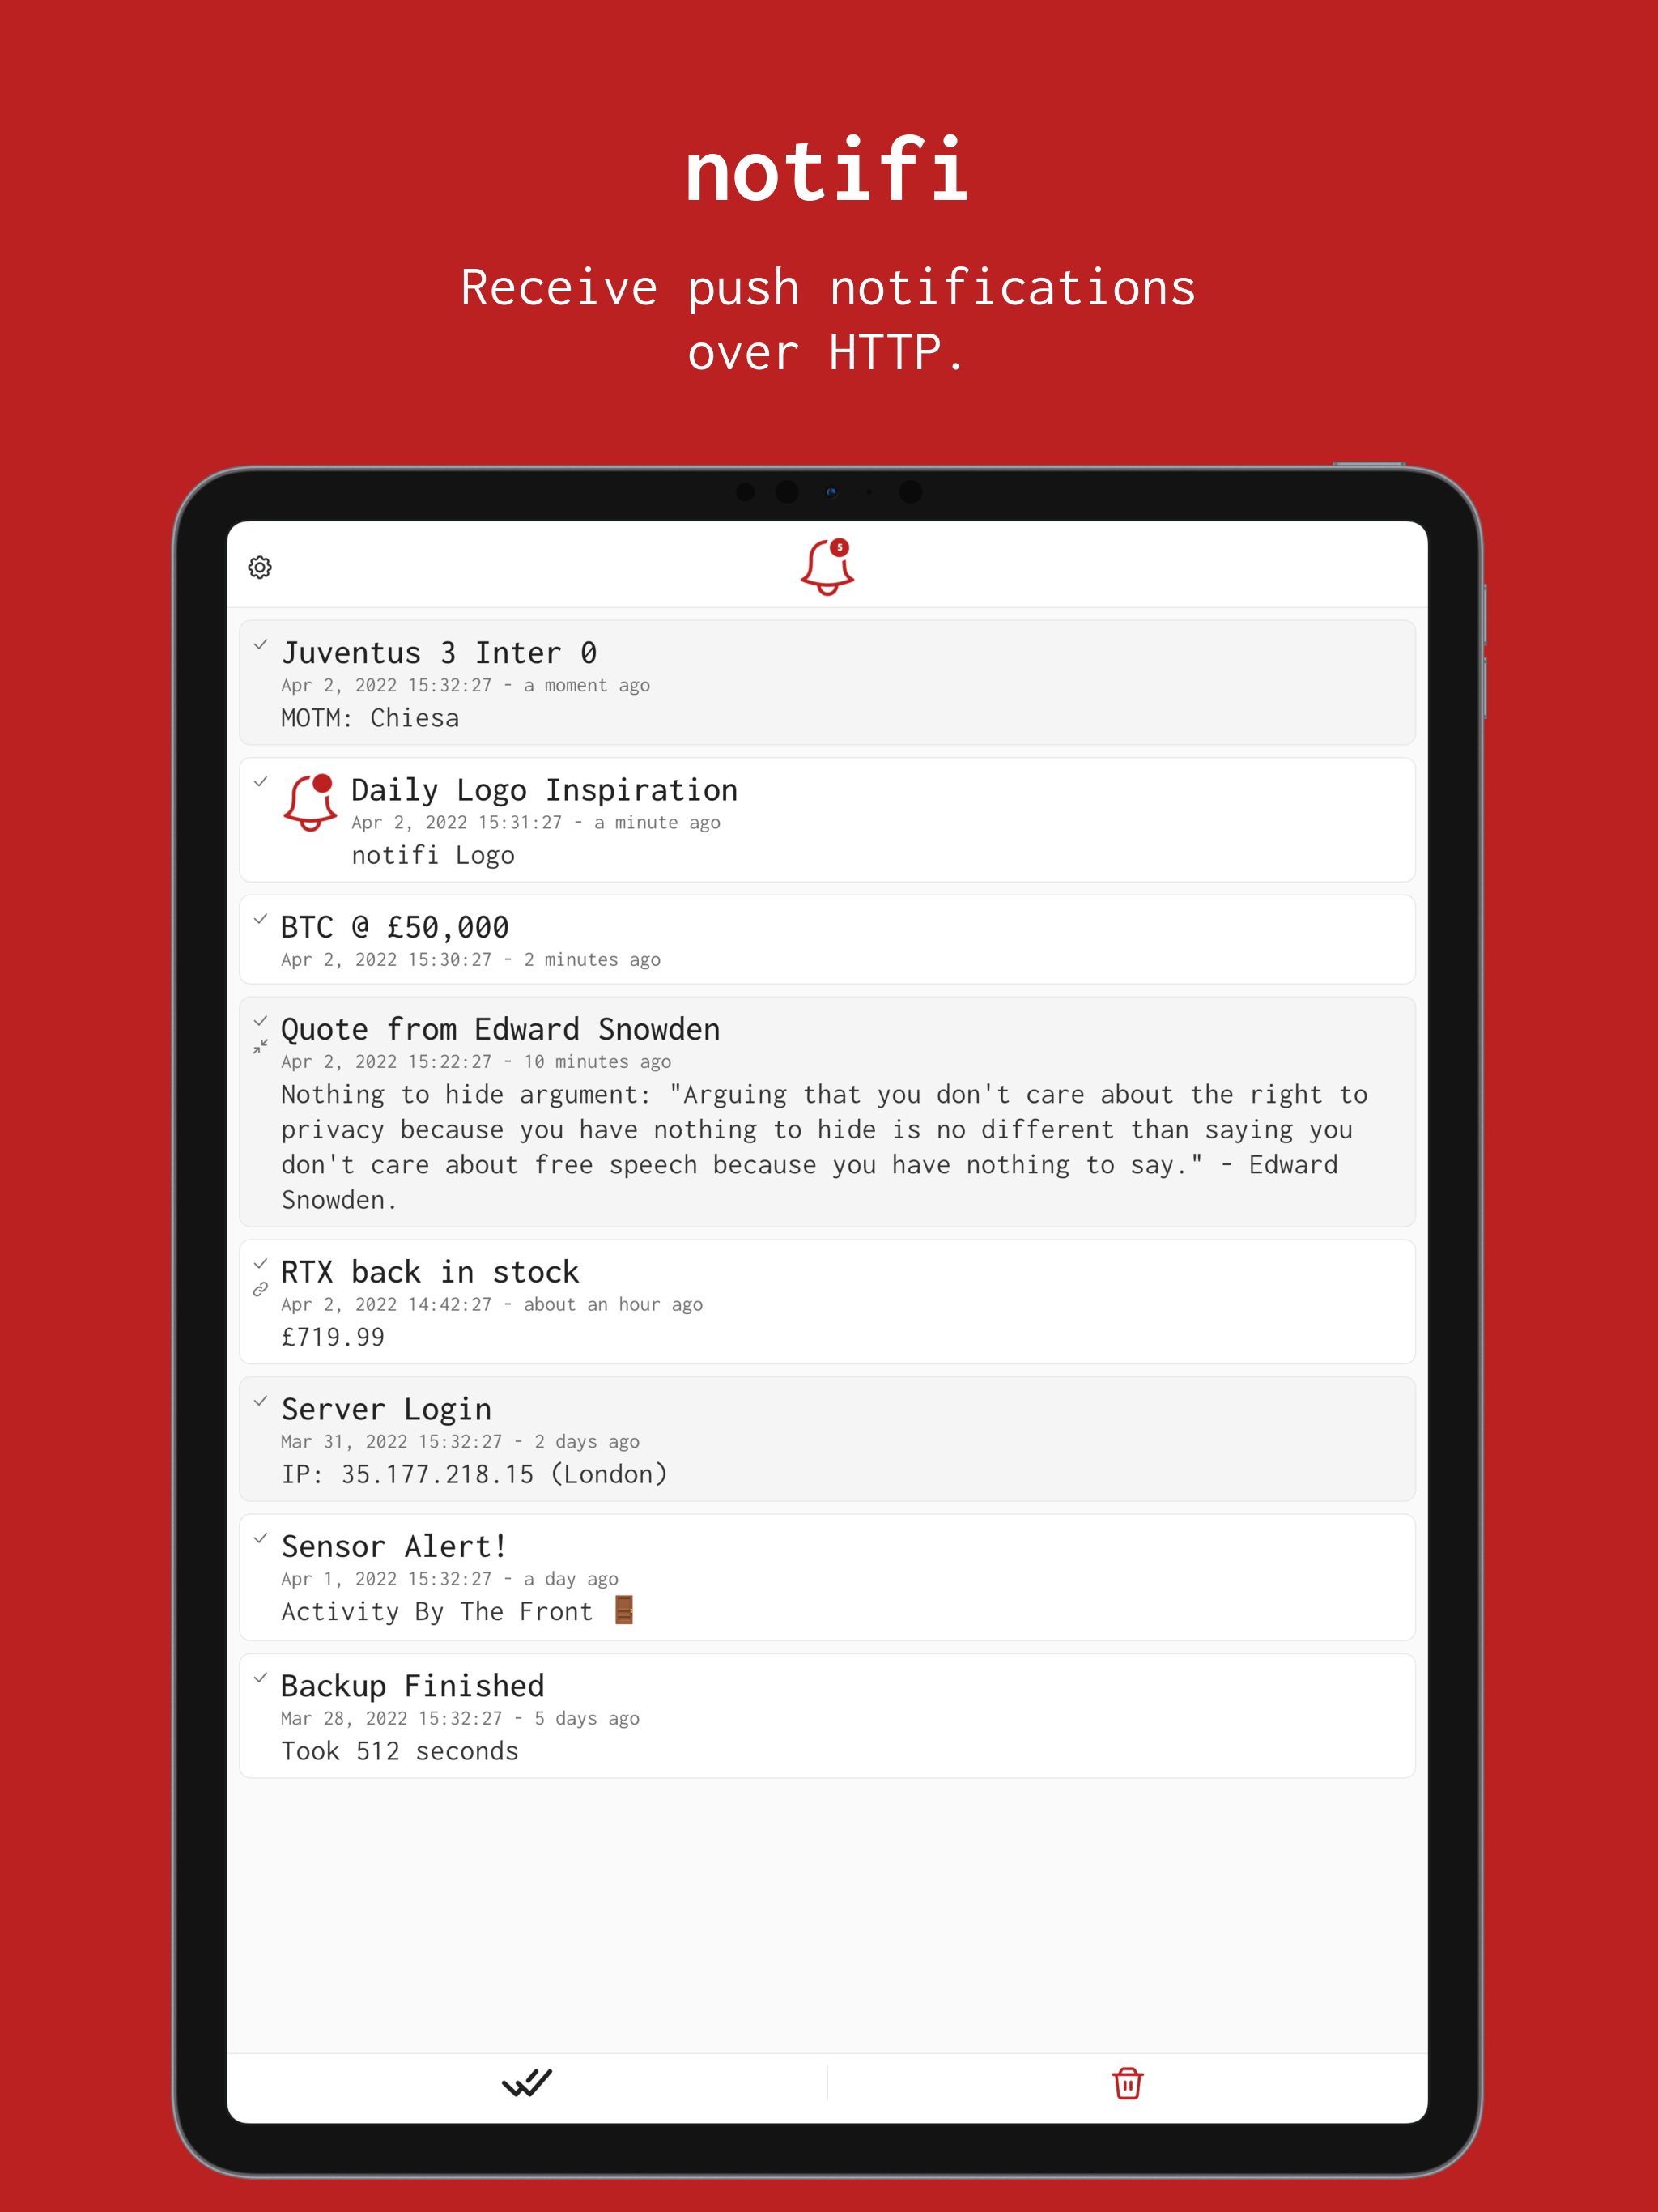 notifi
Receive push notifications
over HTTP.
5
Juventus 3 Inter 0
Apr 2, 2022 15:32:27 - a moment ago
MOTM: Chiesa
Daily Logo Inspiration
Apr 2, 2022 15:31:27 - a minute ago
notifi Logo
BTC @ £50,000
Apr 2, 2022 15:30:27 - 2 minutes ago
Quote from Edward Snowden
Apr 2, 2022 15:22:27 - 10 minutes ago
Nothing to hide argument: "Arguing that you don't care about the right to
privacy because you have nothing to hide is no different than saying you
don't care about free speech because you have nothing to say." - Edward
Snowden.
RTX back in stock
Apr 2, 2022 14:42:27 - about an hour ago
£719.99
Server Login
Mar 31, 2022 15:32:27 - 2 days ago
IP: 35.177.218.15 (London)
Sensor Alert!
Apr 1, 2022 15:32:27 - a day ago
Activity By The Front 🚪
Backup Finished
Mar 28, 2022 15:32:27 - 5 days ago
Took 512 seconds